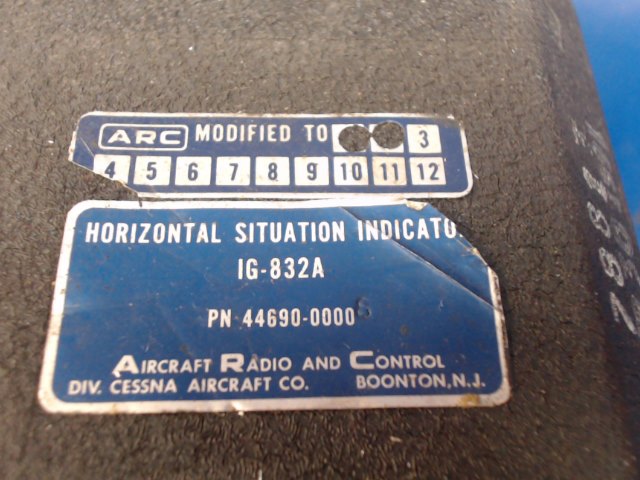 ARC MODIFIED TO 3
4 5 6 7 8 9 10 11 12
HORIZONTAL SITUATION INDICATO
IG-832A
PN 44690-0000
AIRCRAFT RADIO AND CONTROL
DIV. CESSNA AIRCRAFT CO. BOONTON, N.J.